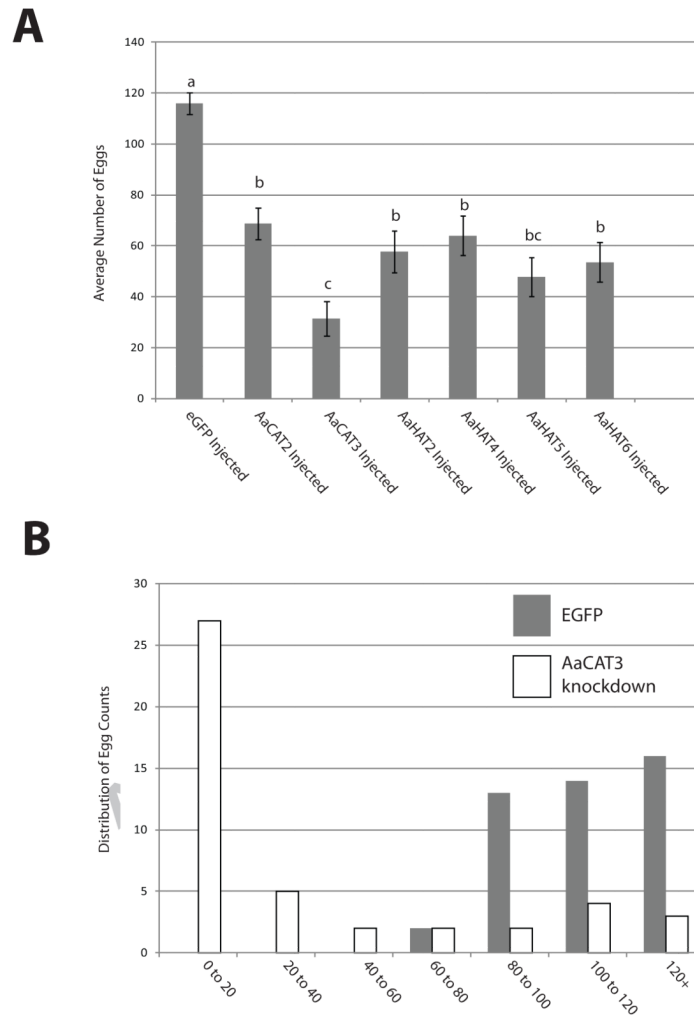 A
Average Number of Eggs
140
120
100
80
60
40
20
0
a
b
c
b
b
bc
b
eGFP Injected
AaCAT2 Injected
AaCAT3 Injected
AaHAT2 Injected
AaHAT4 Injected
AaHAT5 Injected
AaHAT6 Injected
B
Distribution of Egg Counts
30
25
20
15
10
5
0
EGFP
AaCAT3
knockdown
0 to 20
20 to 40
40 to 60
60 to 80
80 to 100
100 to 120
120+